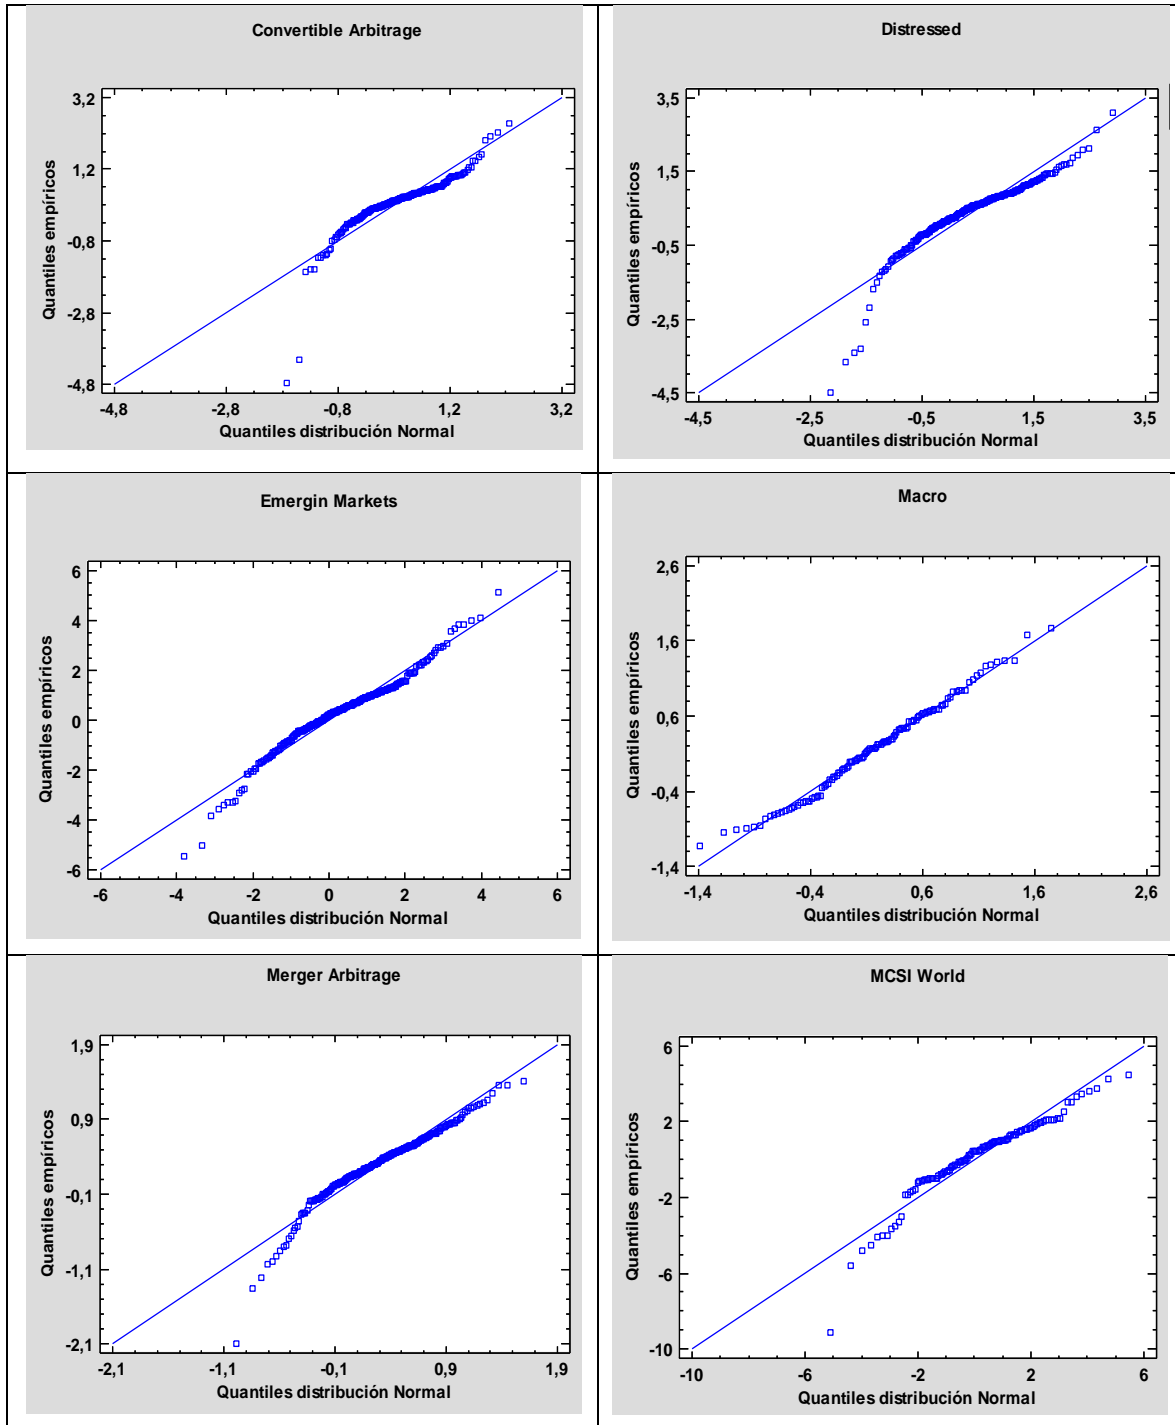 Convertible Arbitrage
3,2
1,2
-0,8
-2,8
-4,8
Quantiles empíricos
-4,8 -2,8 -0,8 1,2 3,2
Quantiles distribución Normal
Distressed
3,5
1,5
-0,5
-2,5
-4,5
Quantiles empíricos
-4,5 -2,5 -0,5 1,5 3,5
Quantiles distribución Normal
Emergin Markets
6
4
2
0
-2
-4
-6
Quantiles empíricos
-6 -4 -2 0 2 4 6
Quantiles distribución Normal
Macro
2,6
1,6
0,6
-0,4
-1,4
Quantiles empíricos
-1,4 -0,4 0,6 1,6 2,6
Quantiles distribución Normal
Merger Arbitrage
1,9
0,9
-0,1
-1,1
-2,1
Quantiles empíricos
-2,1 -1,1 -0,1 0,9 1,9
Quantiles distribución Normal
MCSI World
6
2
-2
-6
-10
Quantiles empíricos
-10 -6 -2 2 6
Quantiles distribución Normal